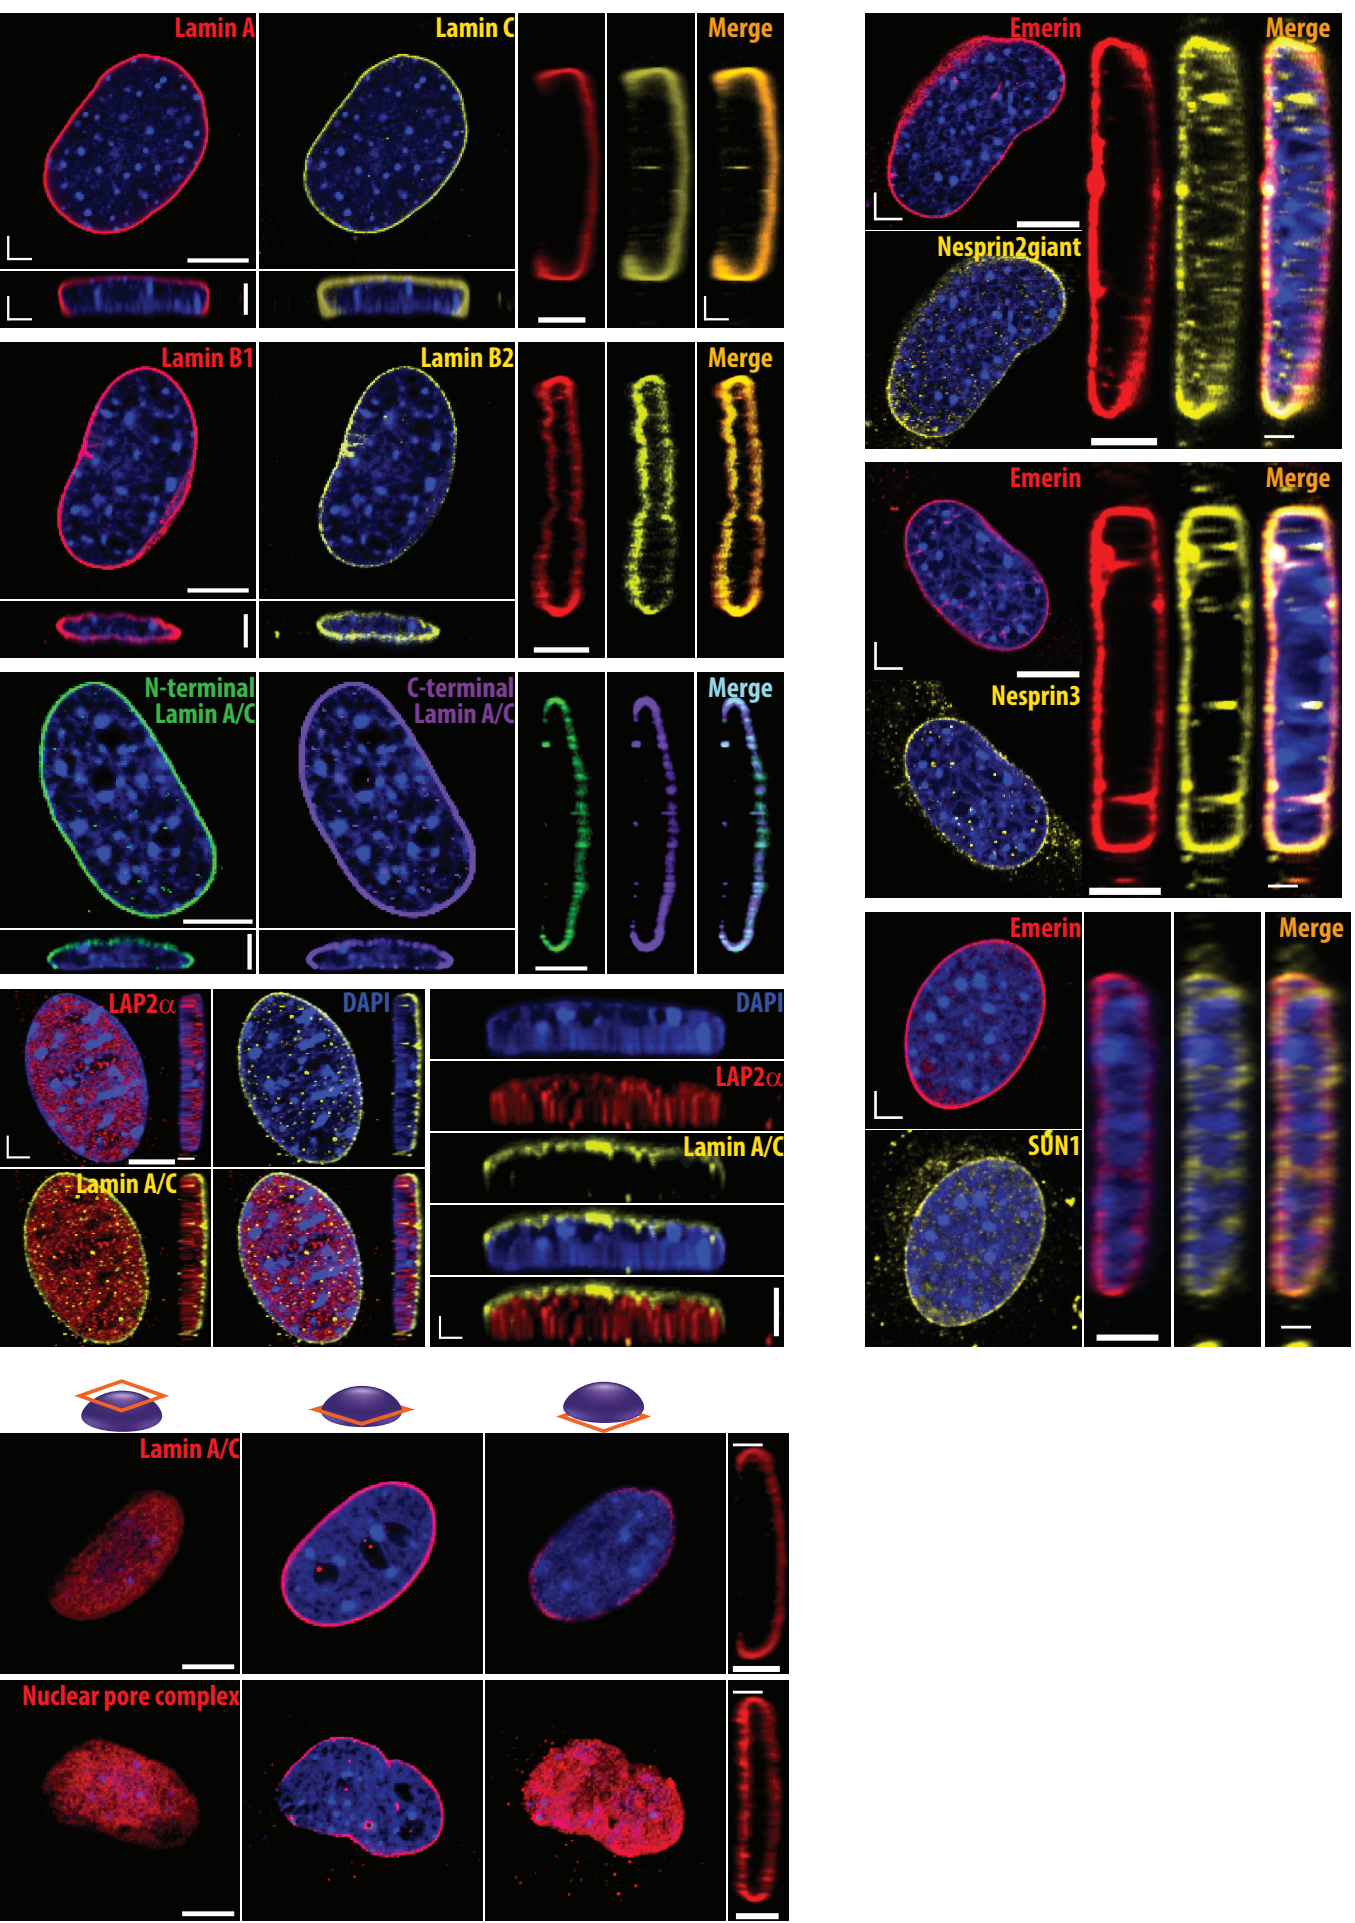 Lamin A
Lamin C
Merge
Lamin B1
Lamin B2
Merge
N-terminal
Lamin A/C
C-terminal
Lamin A/C
Merge
LAP2α
DAPI
Lamin A/C
DAPI
LAP2α
Lamin A/C
Lamin A/C
Nuclear pore complex
Emerin
Merge
Nesprin2giant
Emerin
Merge
Nesprin3
Emerin
Merge
SUN1